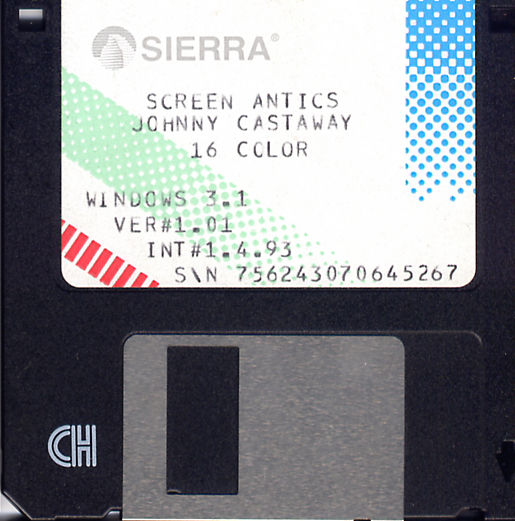 SIERRA®
SCREEN ANTICS
JOHNNY CASTAWAY
16 COLOR
WINDOWS 3.1
VER#1.01
INT#1.4.93
S\N 756243070645267
CH